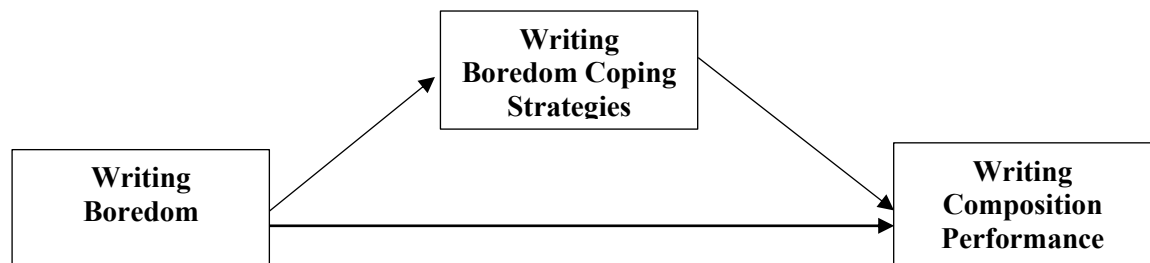 Writing
Boredom Coping
Strategies
Writing
Boredom
Writing
Composition
Performance